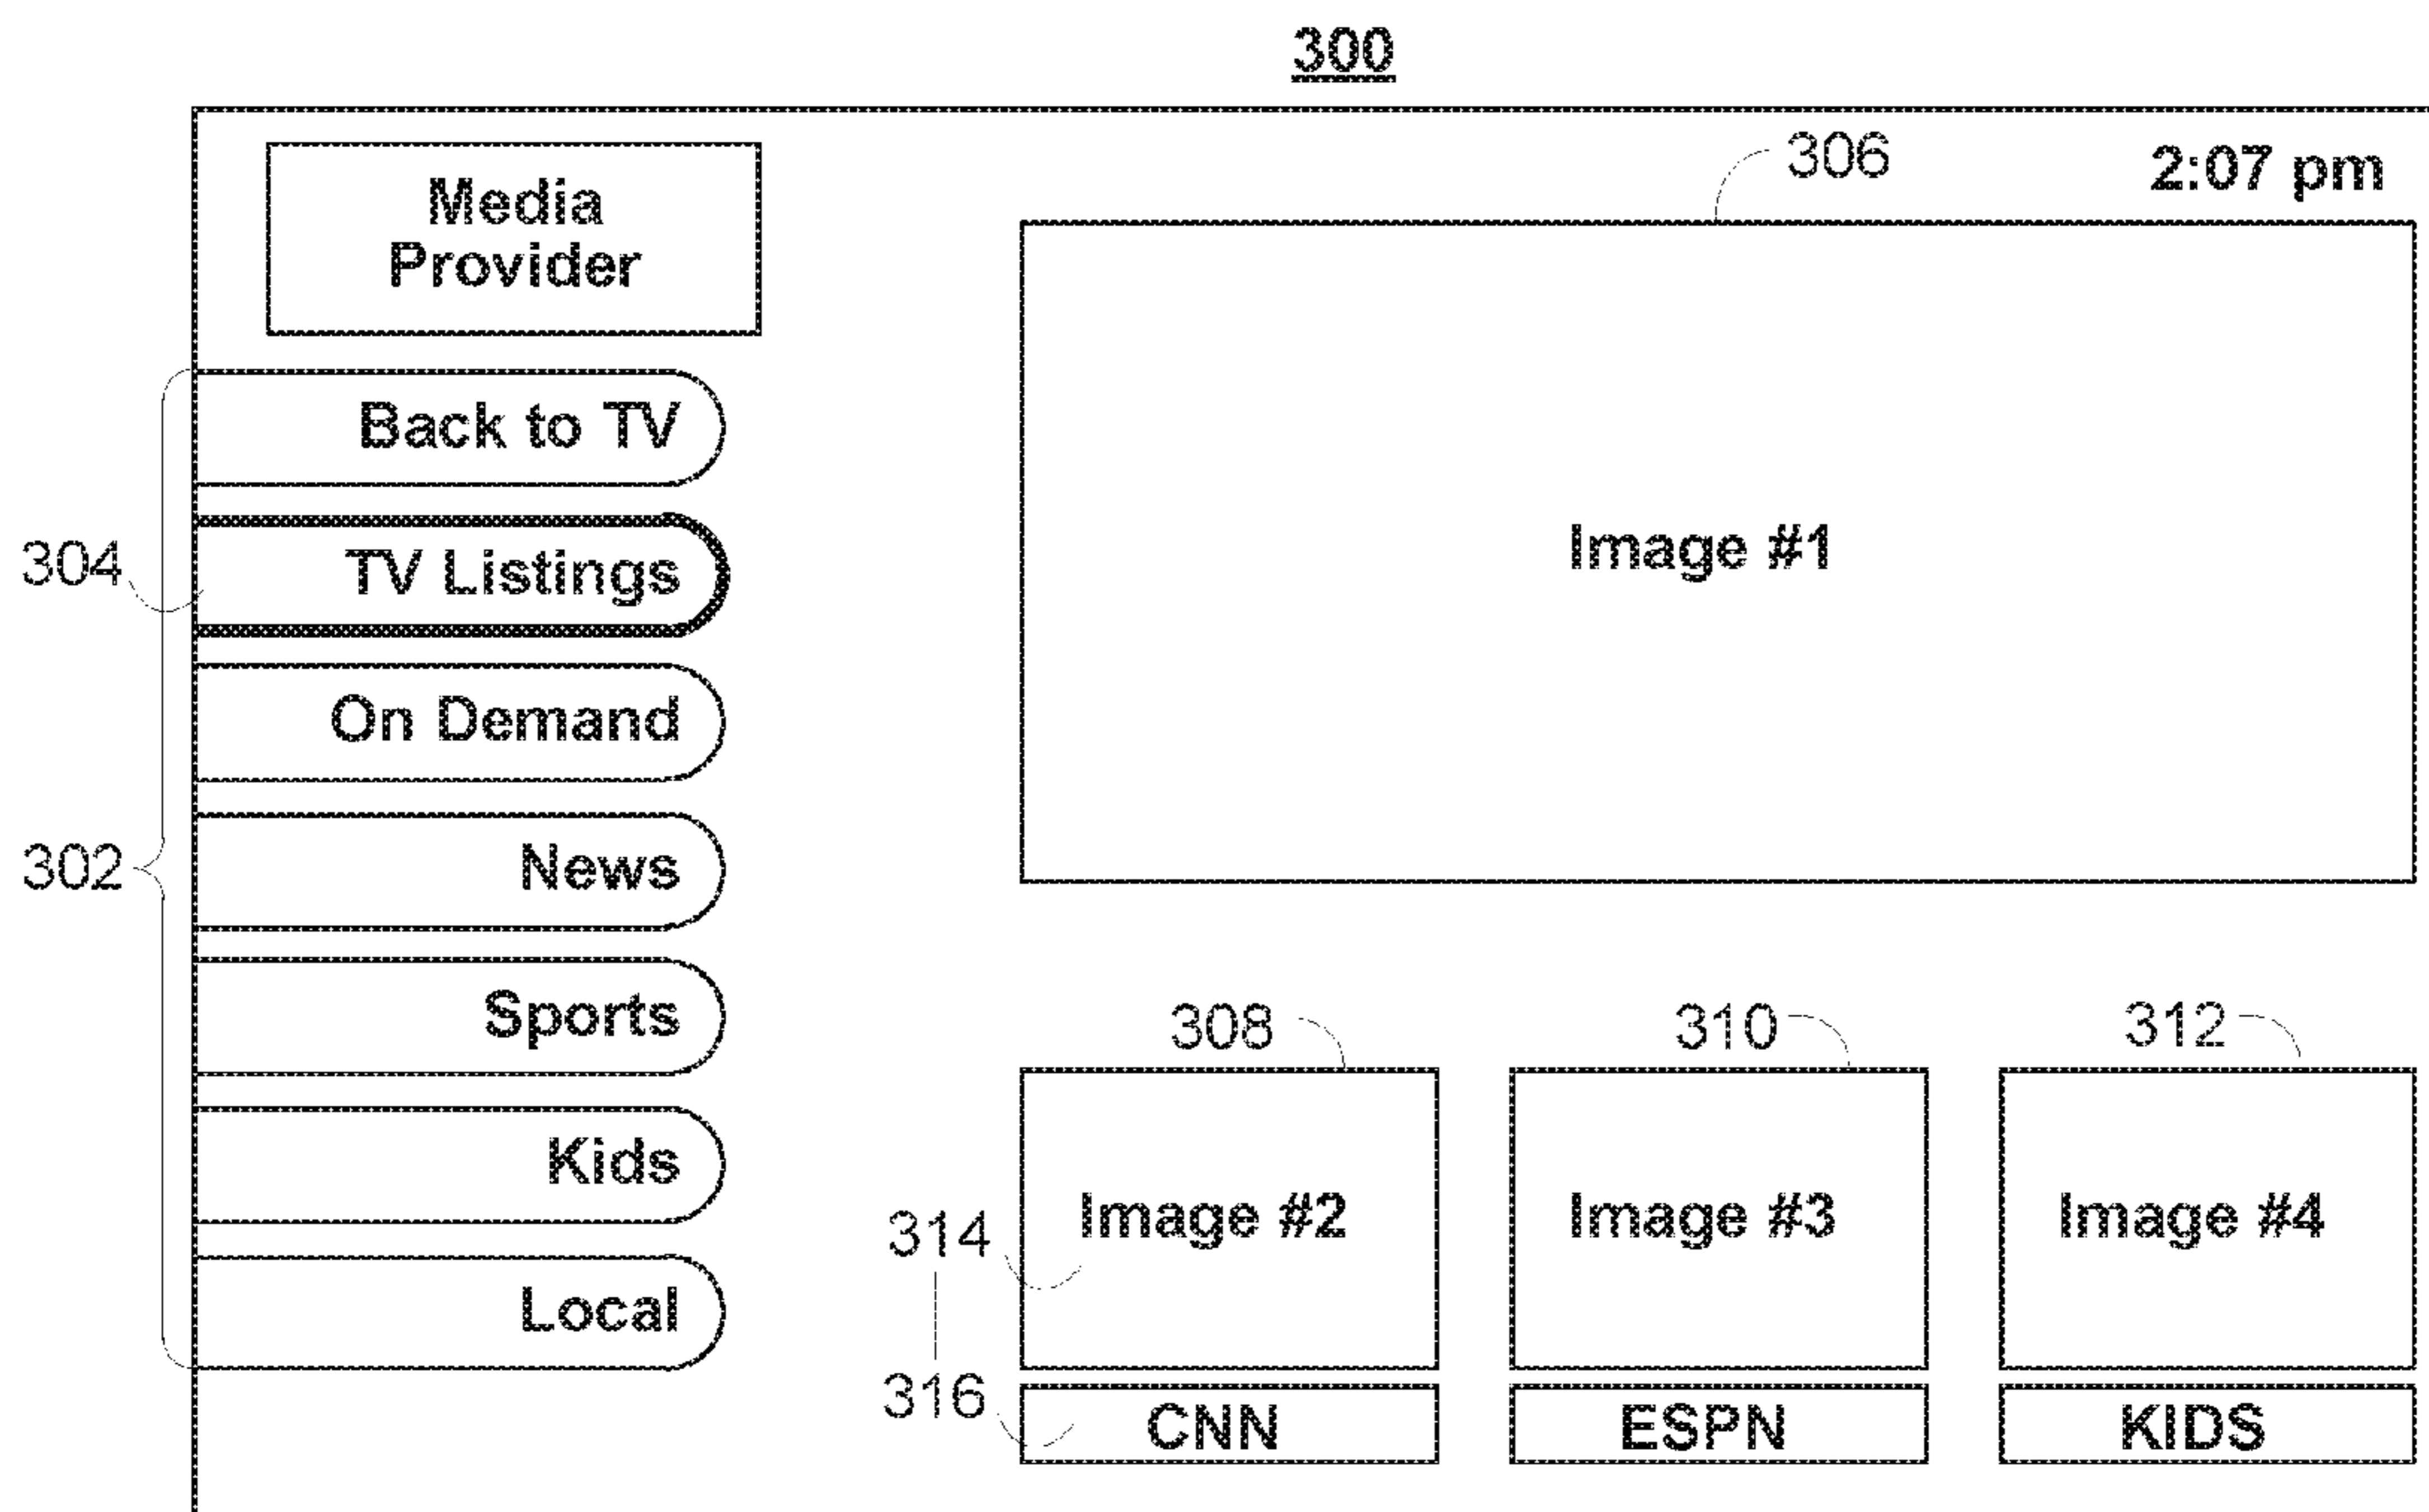 300
306
2:07 pm
Media
Provider
Back to TV
304
TV Listings
Image #1
On Demand
302
News
Sports
308
310
312
Kids
314
Image #2
Image #3
Image #4
Local
316
CNN
ESPN
KIDS